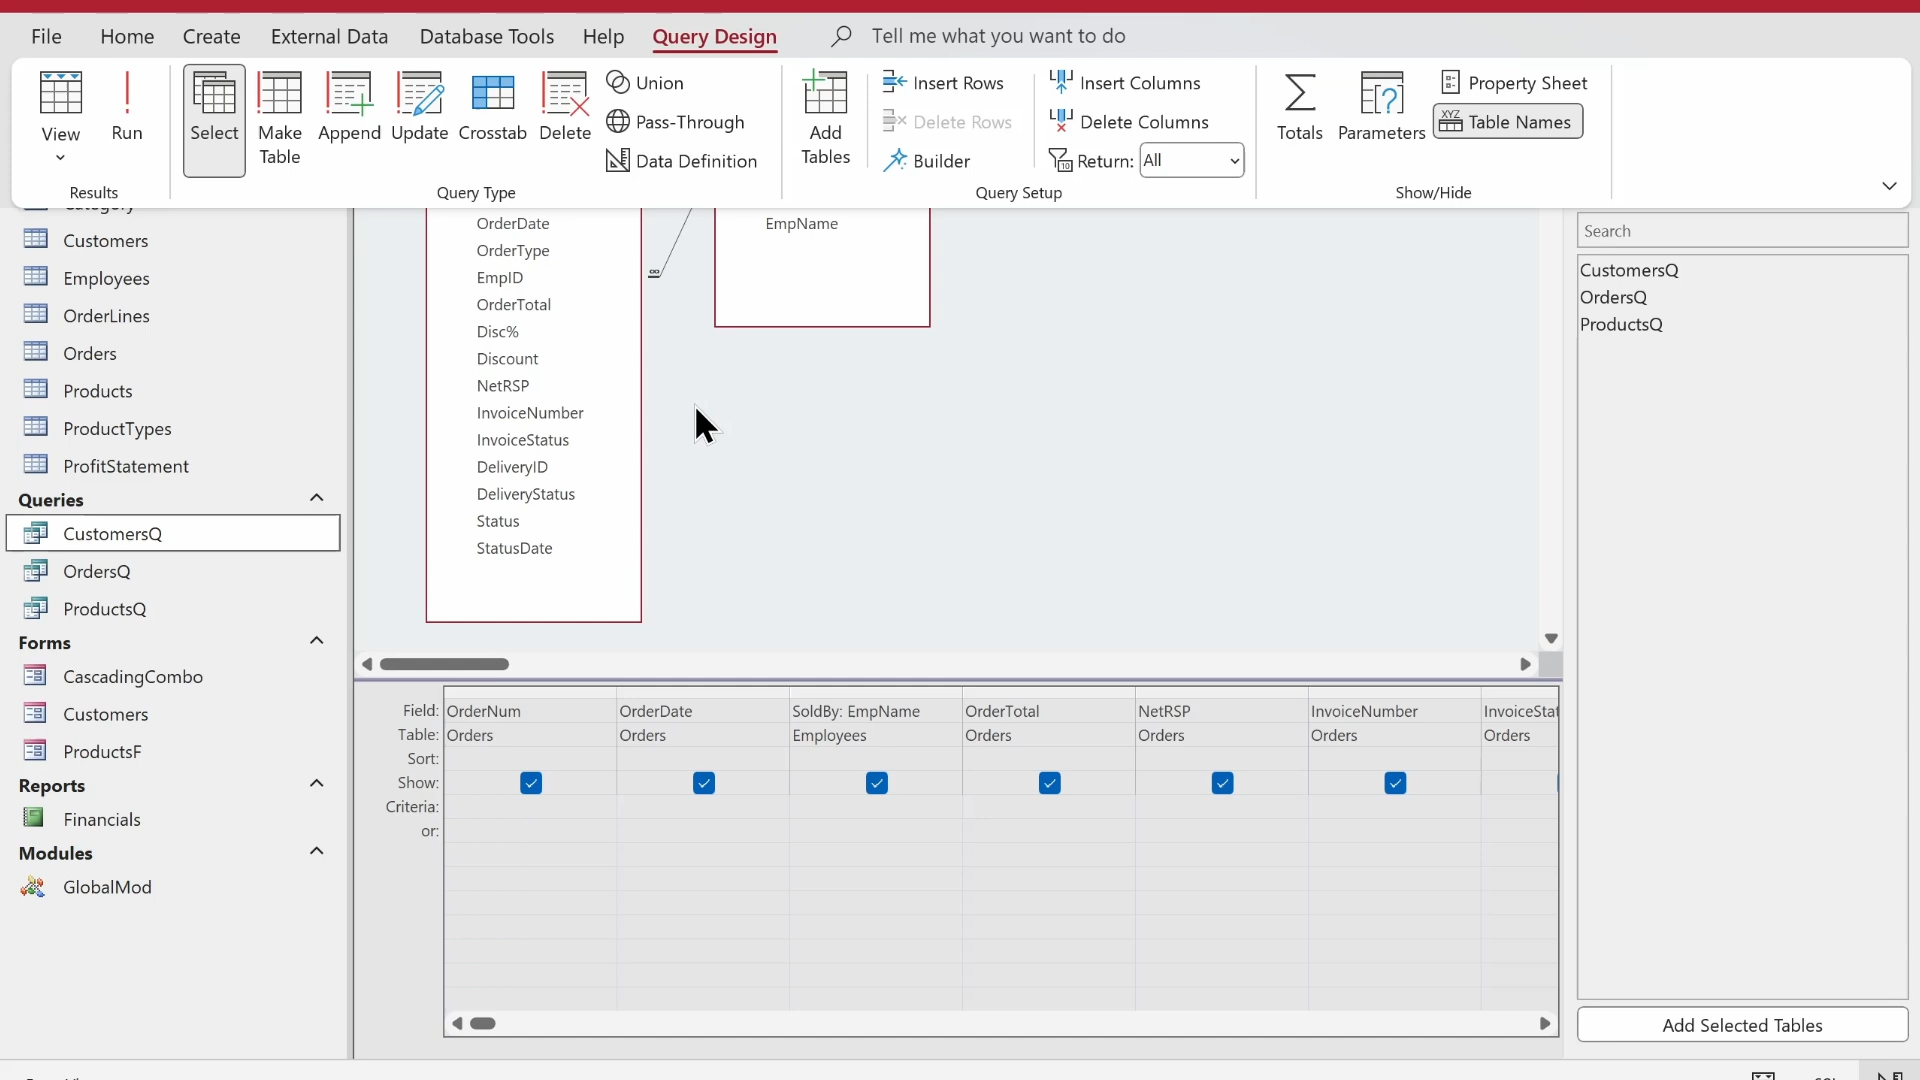 File Home Create External Data Database Tools Help Query Design Tell me what you want to do
View Run Select Make Table Append Update Crosstab Delete
Union
Pass-Through
Data Definition
Add Tables
Insert Rows
Delete Rows
Builder
Insert Columns
Delete Columns
Return: All
Totals Parameters
Property Sheet
XYZ Table Names
Results Query Type Query Setup Show/Hide
Category
Customers
Employees
OrderLines
Orders
Products
ProductTypes
ProfitStatement
Queries
CustomersQ
OrdersQ
ProductsQ
Forms
CascadingCombo
Customers
ProductsF
Reports
Financials
Modules
GlobalMod
OrderDate
OrderType
EmpID
OrderTotal
Disc%
Discount
NetRSP
InvoiceNumber
InvoiceStatus
DeliveryID
DeliveryStatus
Status
StatusDate
EmpName
Field: OrderNum OrderDate SoldBy: EmpName OrderTotal NetRSP InvoiceNumber InvoiceStat
Table: Orders Orders Employees Orders Orders Orders Orders
Sort:
Show:
Criteria:
or:
Search
CustomersQ
OrdersQ
ProductsQ
Add Selected Tables